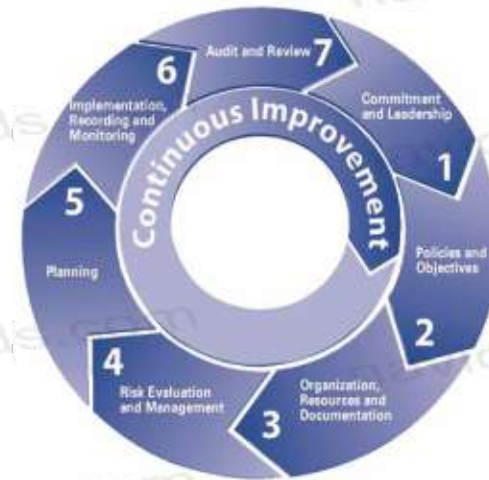 Commitment
and Leadership
1
Policies and
Objectives
2
Organization,
Resources and
Documentation
3
Risk Evaluation
and Management
4
Planning
5
Implementation,
Recording and
Monitoring
6
Audit and Review
7
Continuous Improvement